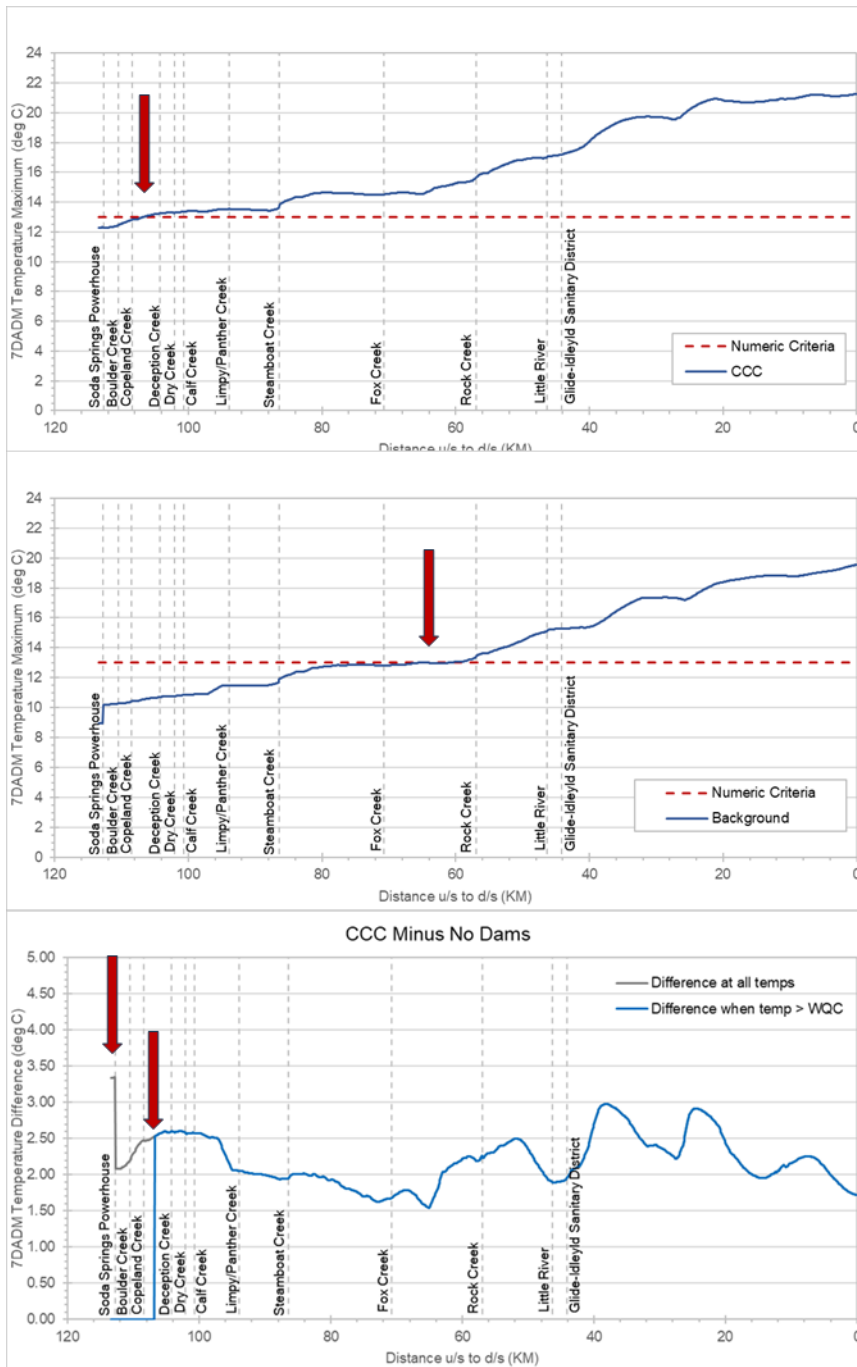 24
22
20
18
16
14
12
10
8
6
4
2
0
7DADM Temperature Maximum (deg C)
Soda Springs Powerhouse
Boulder Creek
Copeland Creek
Deception Creek
Dry Creek
Calf Creek
Limpy/Panther Creek
Steamboat Creek
Fox Creek
Rock Creek
Little River
Glide-Idleyld Sanitary District
Numeric Criteria
CCC
120 100 80 60 40 20 0
Distance u/s to d/s (KM)
24
22
20
18
16
14
12
10
8
6
4
2
0
7DADM Temperature Maximum (deg C)
Soda Springs Powerhouse
Boulder Creek
Copeland Creek
Deception Creek
Dry Creek
Calf Creek
Limpy/Panther Creek
Steamboat Creek
Fox Creek
Rock Creek
Little River
Glide-Idleyld Sanitary District
Numeric Criteria
Background
120 100 80 60 40 20 0
Distance u/s to d/s (KM)
CCC Minus No Dams
5.00
4.50
4.00
3.50
3.00
2.50
2.00
1.50
1.00
0.50
0.00
7DADM Temperature Difference (deg C)
Difference at all temps
Difference when temp > WQC
Soda Springs Powerhouse
Boulder Creek
Copeland Creek
Deception Creek
Dry Creek
Calf Creek
Limpy/Panther Creek
Steamboat Creek
Fox Creek
Rock Creek
Little River
Glide-Idleyld Sanitary District
120 100 80 60 40 20 0
Distance u/s to d/s (KM)